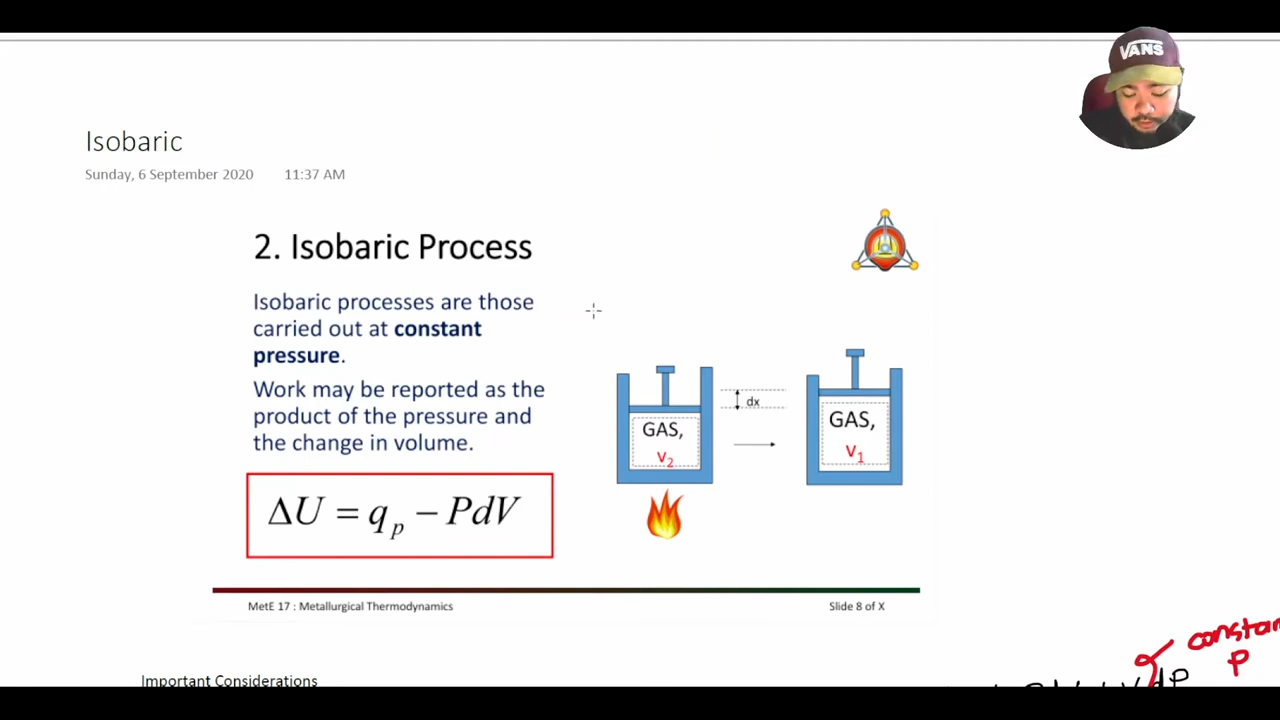 VANS
Isobaric
Sunday, 6 September 2020 11:37 AM
2. Isobaric Process
Isobaric processes are those
carried out at constant
pressure.
Work may be reported as the
product of the pressure and
the change in volume.
ΔU = q_p − PdV
dx
GAS,
v₂
GAS,
v₁
MetE 17 : Metallurgical Thermodynamics
Slide 8 of X
constan
P
dP
Important Considerations